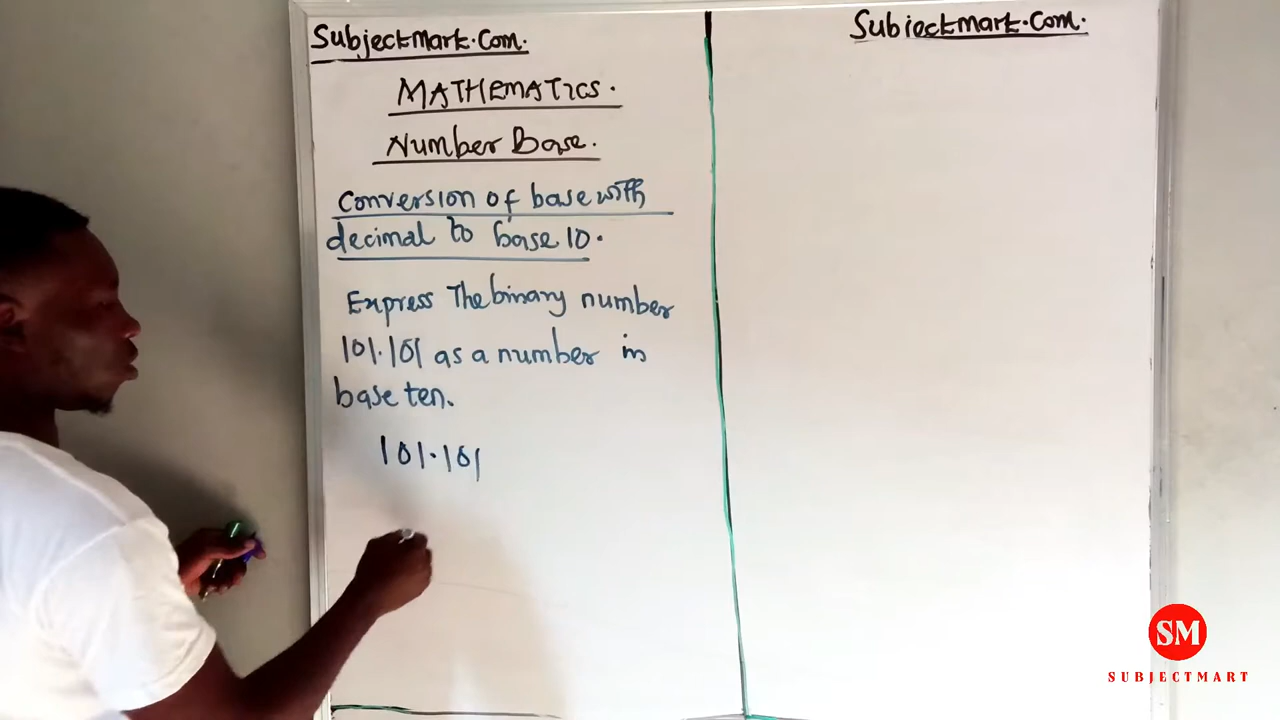 Subjectmark.Com.
MATHEMATICS.
Number Base.
Conversion of base with
decimal to base 10.
Express The binary number
101.101 as a number in
base ten.
101.101
Subjectmark.Com.
SM
SUBJECTMART